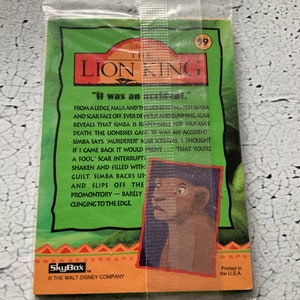 THE
LION KING
59
"It was an accident."
FROM A LEDGE, NALA AND THE LIONESSES WATCH SIMBA
AND SCAR FACE OFF. EVER DEVIOUS AND CUNNING, SCAR
REVEALS THAT SIMBA IS RESPONSIBLE FOR MUFASA'S
DEATH. THE LIONESSES GASP. "IT WAS AN ACCIDENT,"
SIMBA SAYS. "MURDERER!" SCAR SCREAMS. "I THOUGHT
IF I CAME BACK IT WOULD PROVE I—" "THAT YOU'RE
A FOOL," SCAR INTERRUPTS.
SHAKEN AND FILLED WITH
GUILT, SIMBA BACKS UP
AND SLIPS OFF THE
PROMONTORY — BARELY
CLINGING TO THE EDGE.
SKYBOX™
© THE WALT DISNEY COMPANY
Printed in
the U.S.A.